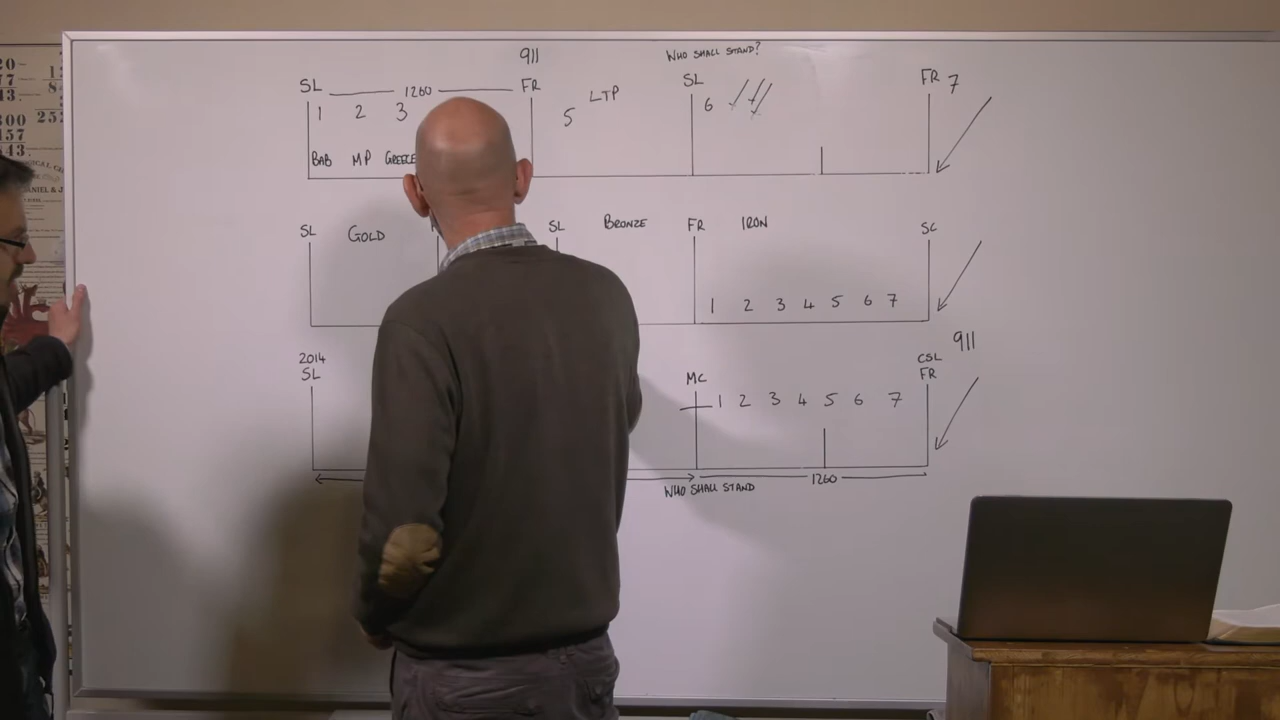 911
WHO SHALL STAND?
SL 1260 FR SL FR 7
1 2 3 5 LTP 6
BAB MP GREECE
SL GOLD SL BRONZE FR IRON SC
1 2 3 4 5 6 7
911
2014 CSL
SL MC FR
1 2 3 4 5 6 7
WHO SHALL STAND 1260